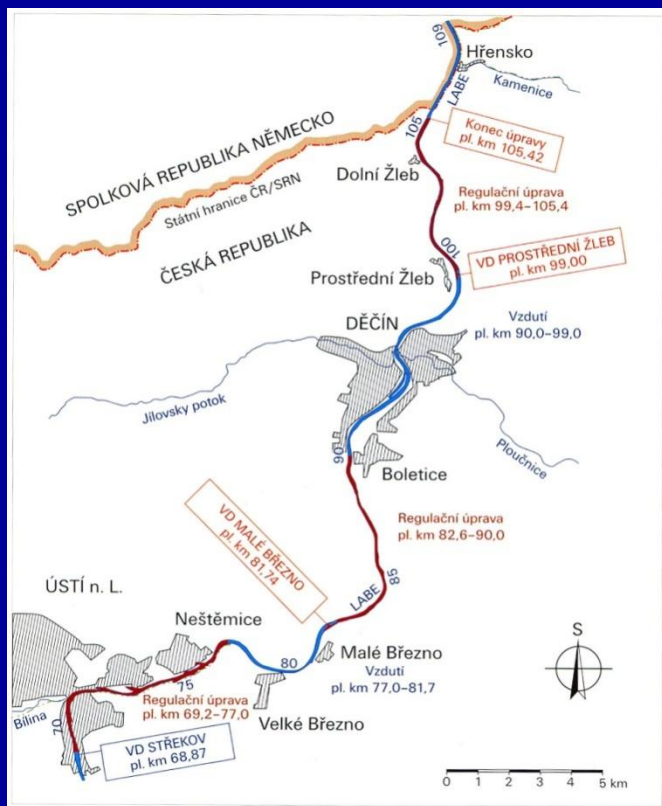 109
Hřensko
LABE
Kamenice
105
Konec úpravy
pl. km 105,42
SPOLKOVÁ REPUBLIKA NĚMECKO
Státní hranice ČR/SRN
Dolní Žleb
Regulační úprava
pl. km 99,4–105,4
ČESKÁ REPUBLIKA
100
VD PROSTŘEDNÍ ŽLEB
pl. km 99,00
Prostřední Žleb
DĚČÍN
Vzdutí
pl. km 90,0–99,0
Jílovsky potok
Ploučnice
90
Boletice
VD MALÉ BŘEZNO
pl. km 81,74
Regulační úprava
pl. km 82,6–90,0
85
LABE
ÚSTÍ n. L.
Neštěmice
S
80
Malé Březno
75
Vzdutí
pl. km 77,0–81,7
Regulační úprava
pl. km 69,2–77,0
Velké Březno
Bílina
70
VD STŘEKOV
pl. km 68,87
0 1 2 3 4 5 km